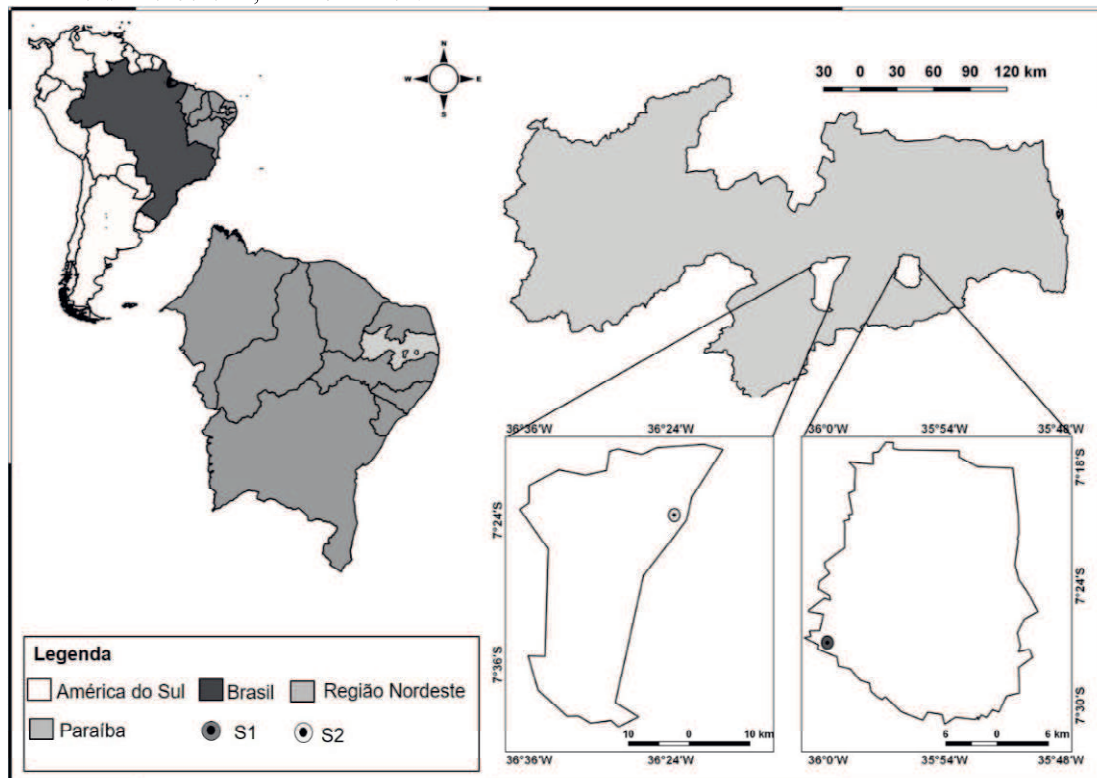 N
W E
S
30 0 30 60 90 120 km
36°36'W 36°24'W
36°0'W 35°54'W 35°48'W
7°24'S
7°36'S
7°18'S
7°24'S
7°30'S
10 0 10 km
6 0 6 km
36°36'W 36°24'W
36°0'W 35°54'W 35°48'W
Legenda
América do Sul Brasil Região Nordeste
Paraíba S1 S2